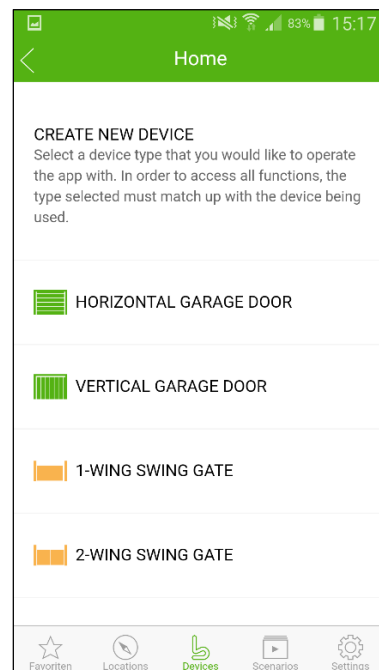 83% 15:17
Home
CREATE NEW DEVICE
Select a device type that you would like to operate
the app with. In order to access all functions, the
type selected must match up with the device being
used.
HORIZONTAL GARAGE DOOR
VERTICAL GARAGE DOOR
1-WING SWING GATE
2-WING SWING GATE
Favoriten Locations Devices Scenarios Settings